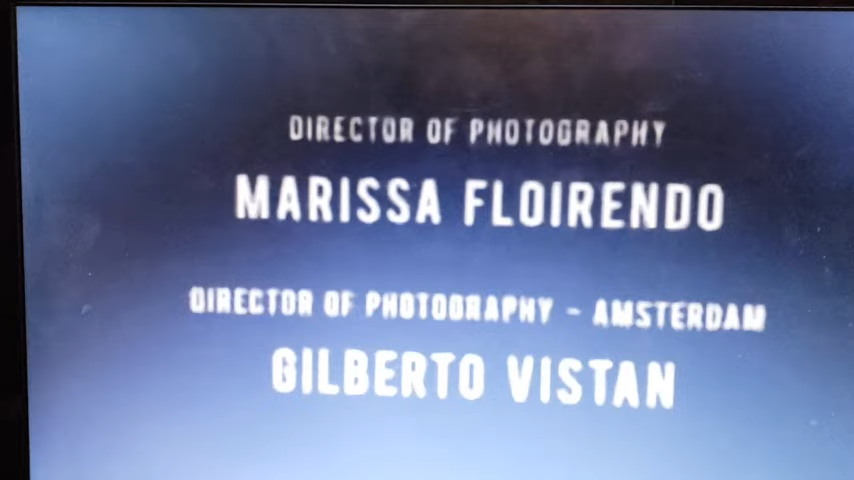 DIRECTOR OF PHOTOGRAPHY
MARISSA FLOIRENDO
DIRECTOR OF PHOTOGRAPHY - AMSTERDAM
GILBERTO VISTAN